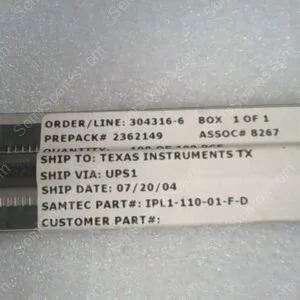 ORDER/LINE: 304316-6 BOX 1 OF 1
PREPACK# 2362149 ASSOC# 8267
SHIP TO: TEXAS INSTRUMENTS TX
SHIP VIA: UPS1
SHIP DATE: 07/20/04
SAMTEC PART#: IPL1-110-01-F-D
CUSTOMER PART#: